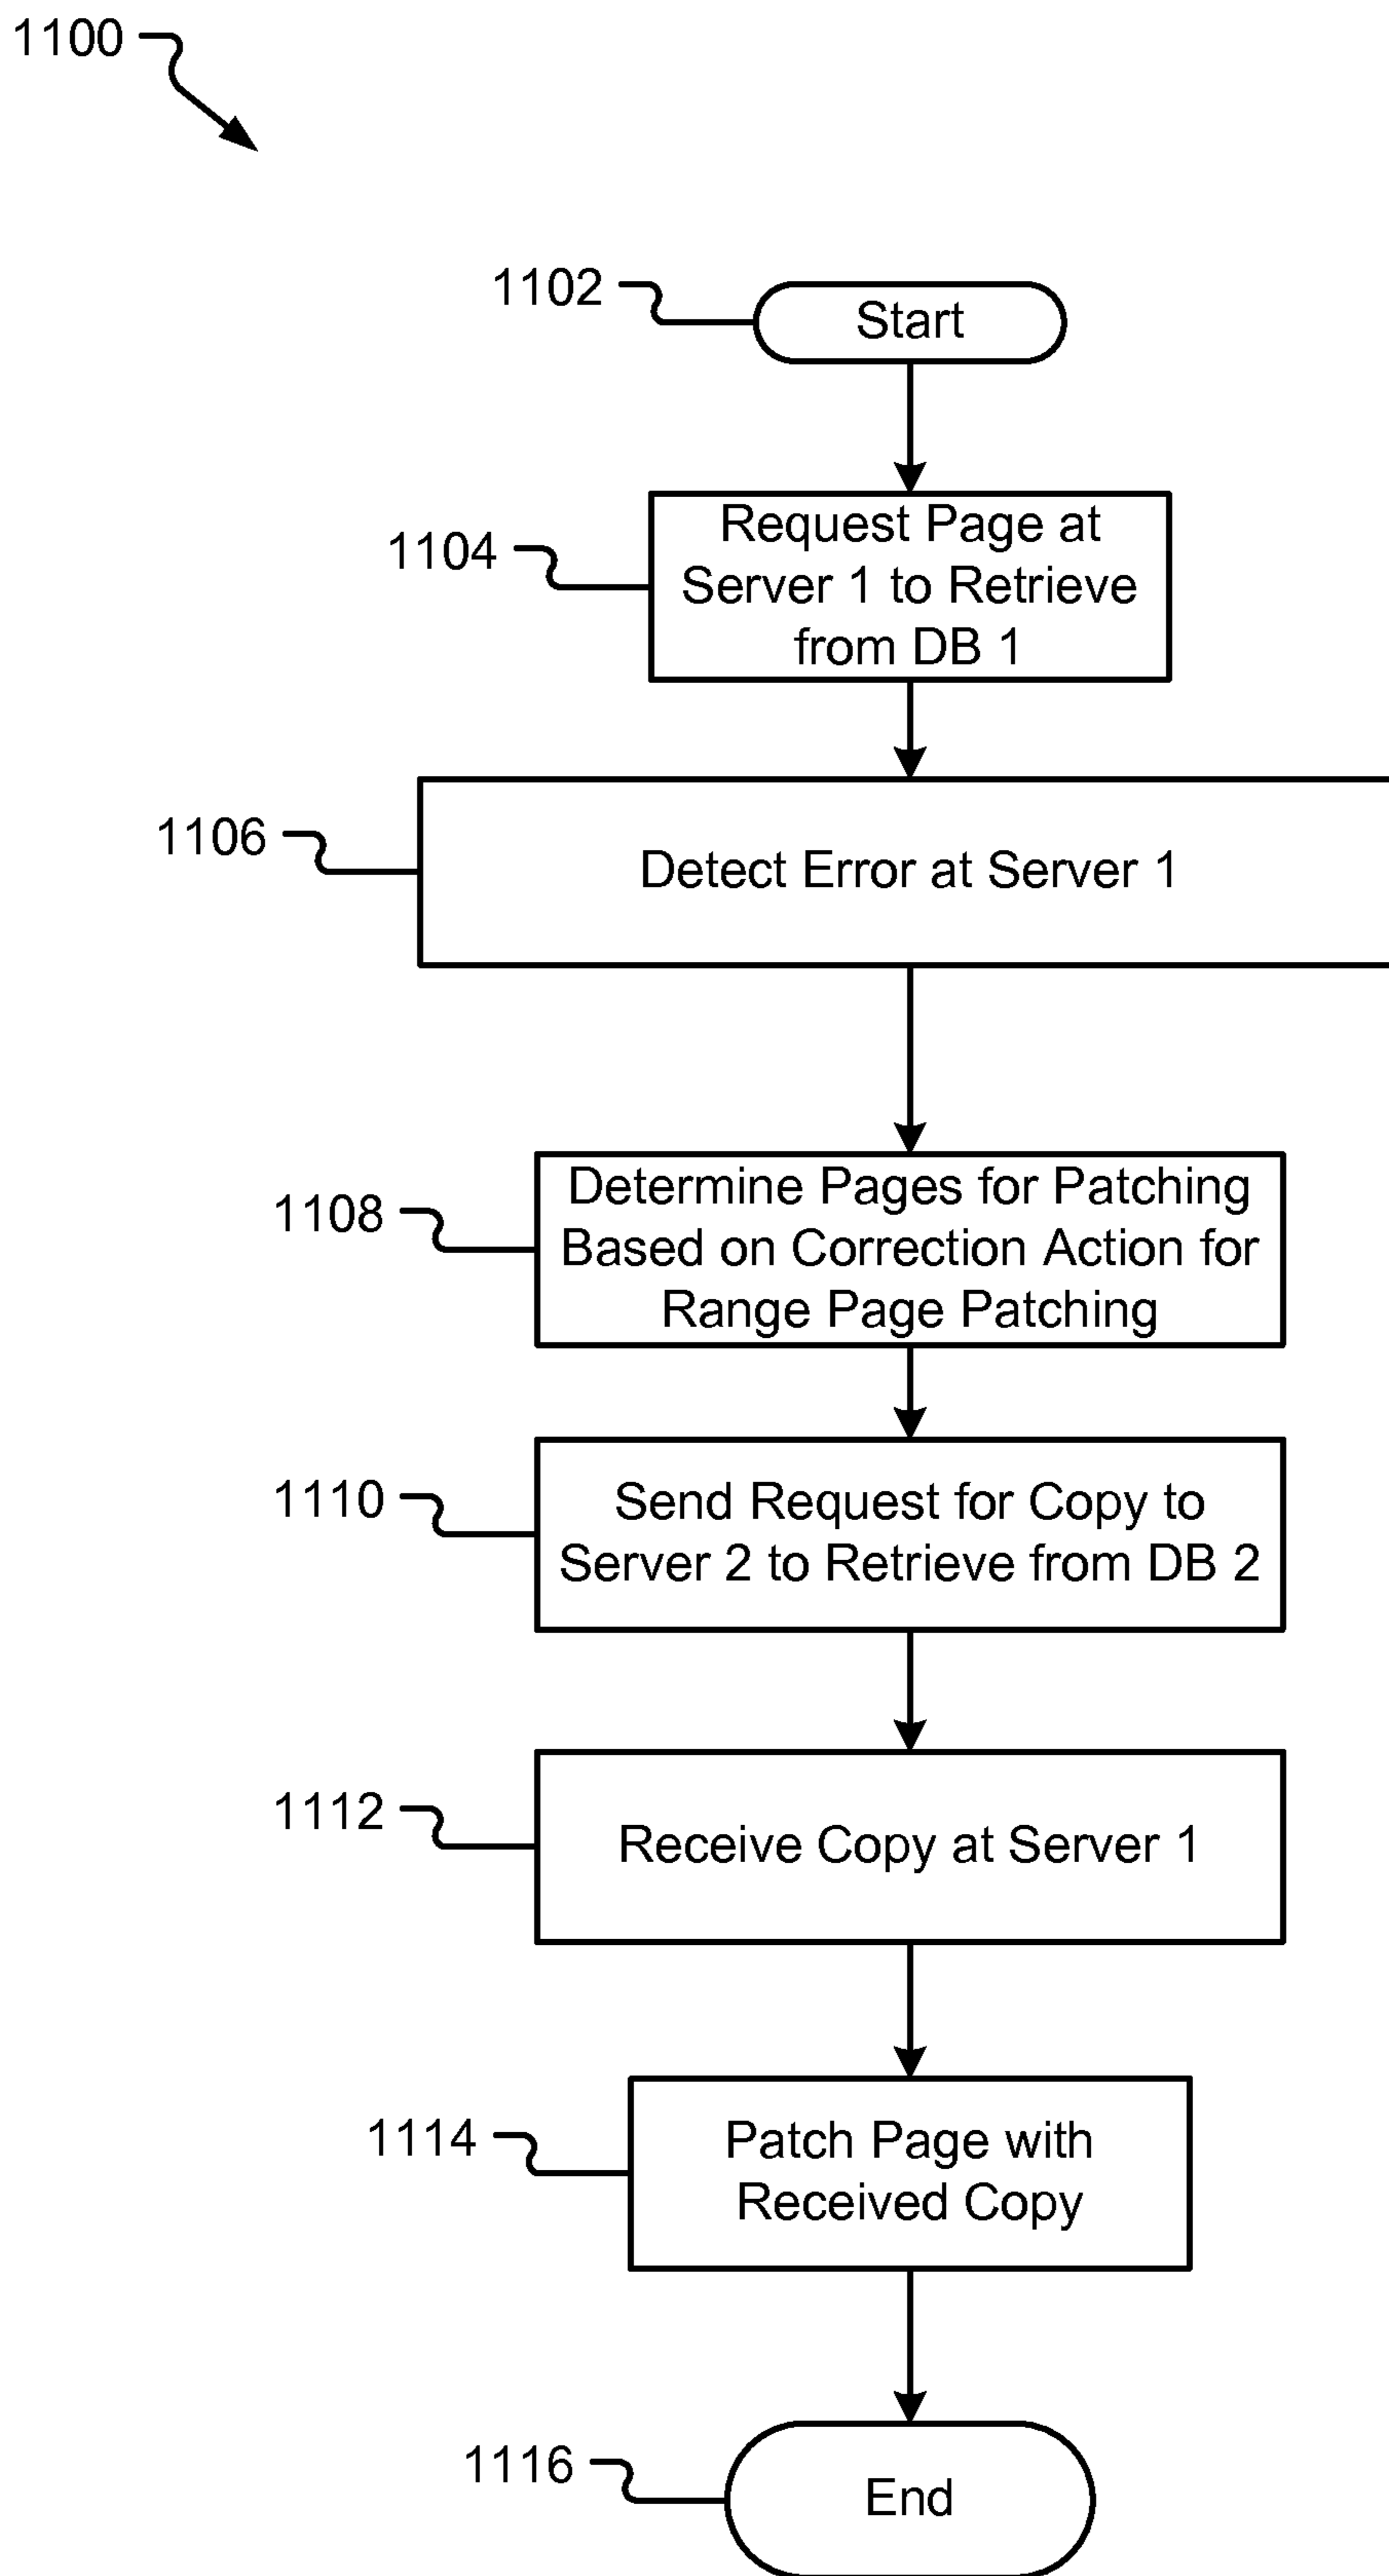 1100
1102
Start
1104
Request Page at
Server 1 to Retrieve
from DB 1
1106
Detect Error at Server 1
1108
Determine Pages for Patching
Based on Correction Action for
Range Page Patching
1110
Send Request for Copy to
Server 2 to Retrieve from DB 2
1112
Receive Copy at Server 1
1114
Patch Page with
Received Copy
1116
End